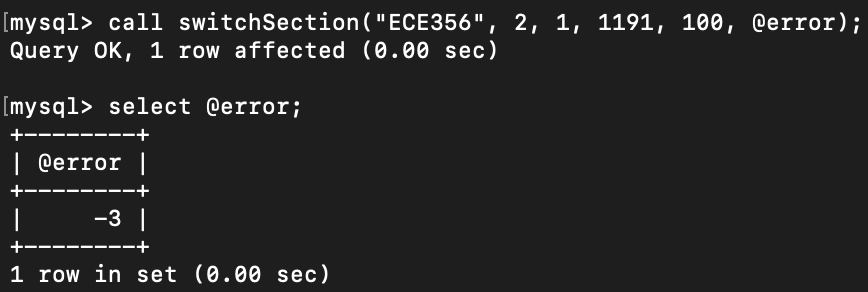 [mysql> call switchSection("ECE356", 2, 1, 1191, 100, @error);
Query OK, 1 row affected (0.00 sec)
[mysql> select @error;
+--------+
| @error |
+--------+
|     -3 |
+--------+
1 row in set (0.00 sec)